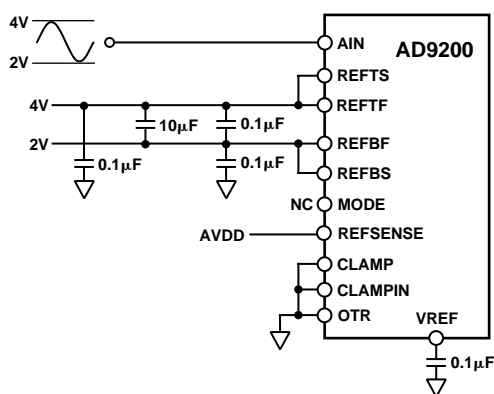 4V
2V
AIN
AD9200
REFTS
4V
REFTF
10μF
0.1μF
2V
REFBF
0.1μF
0.1μF
REFBS
NC
MODE
AVDD
REFSENSE
CLAMP
CLAMPIN
OTR
VREF
0.1μF